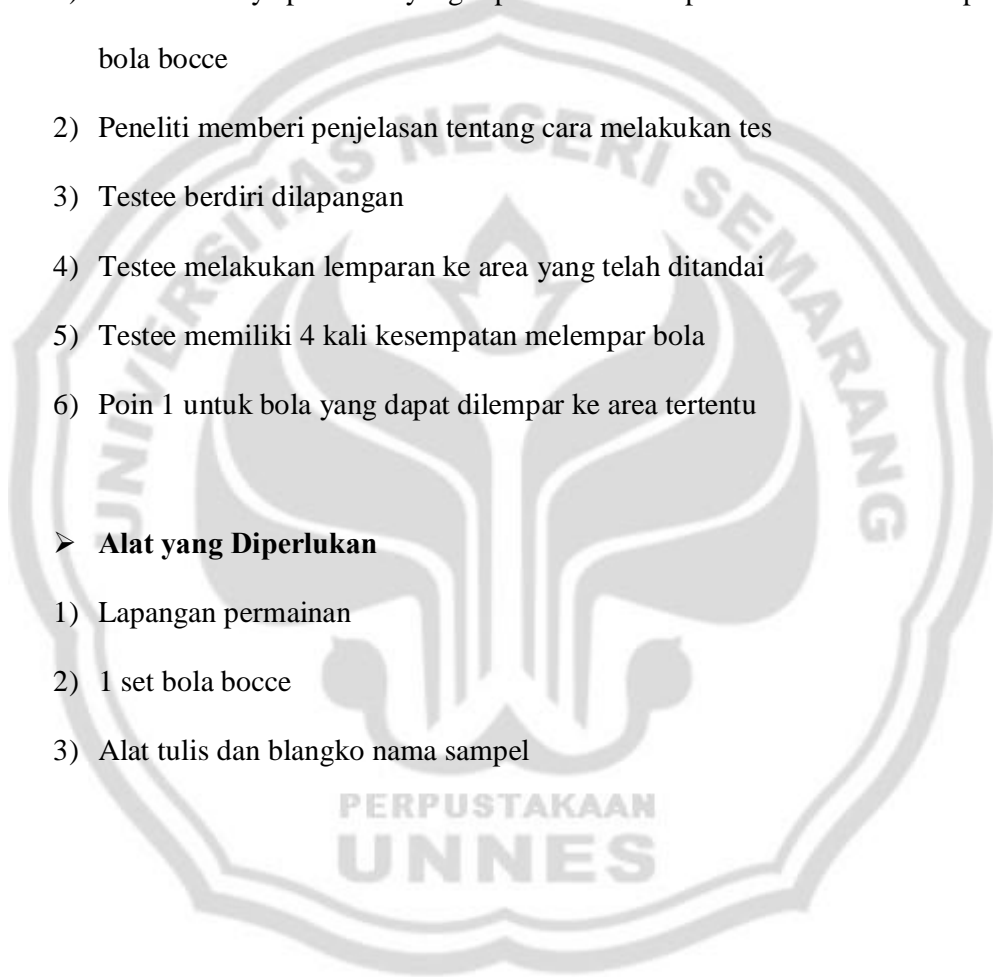 bola bocce
2) Peneliti memberi penjelasan tentang cara melakukan tes
3) Testee berdiri dilapangan
4) Testee melakukan lemparan ke area yang telah ditandai
5) Testee memiliki 4 kali kesempatan melempar bola
6) Poin 1 untuk bola yang dapat dilempar ke area tertentu
➢ Alat yang Diperlukan
1) Lapangan permainan
2) 1 set bola bocce
3) Alat tulis dan blangko nama sampel
UNIVERSITAS NEGERI SEMARANG
PERPUSTAKAAN
UNNES